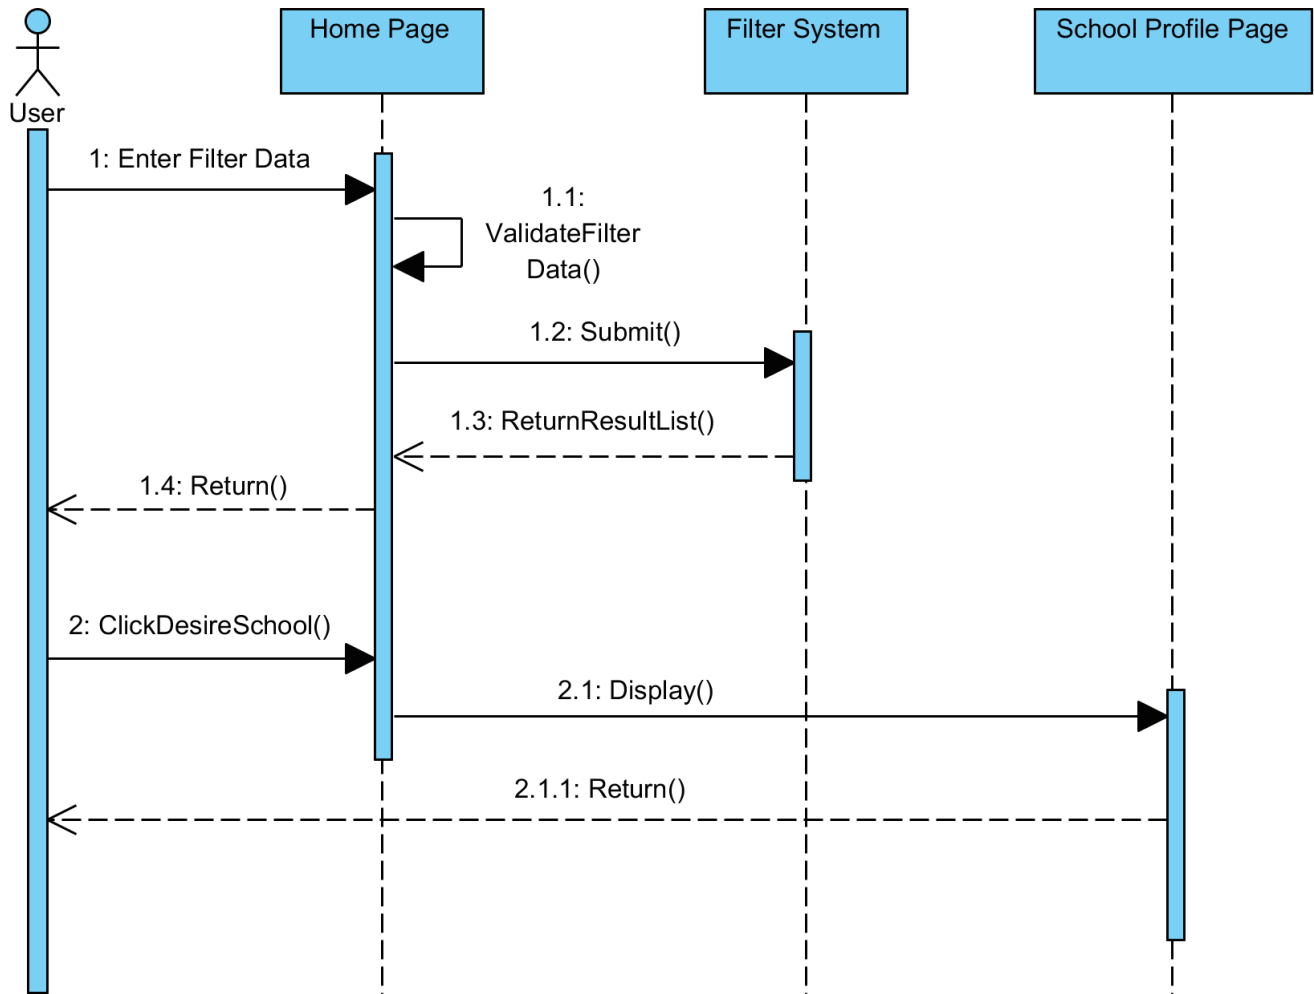 Home Page
Filter System
School Profile Page
User
1: Enter Filter Data
1.1:
ValidateFilter
Data()
1.2: Submit()
1.3: ReturnResultList()
1.4: Return()
2: ClickDesireSchool()
2.1: Display()
2.1.1: Return()